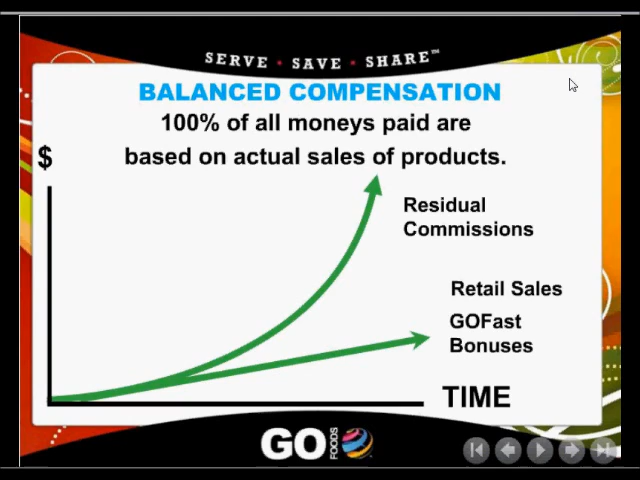 SERVE • SAVE • SHARE™
BALANCED COMPENSATION
100% of all moneys paid are
based on actual sales of products.
$
Residual
Commissions
Retail Sales
GOFast
Bonuses
TIME
GO FOODS